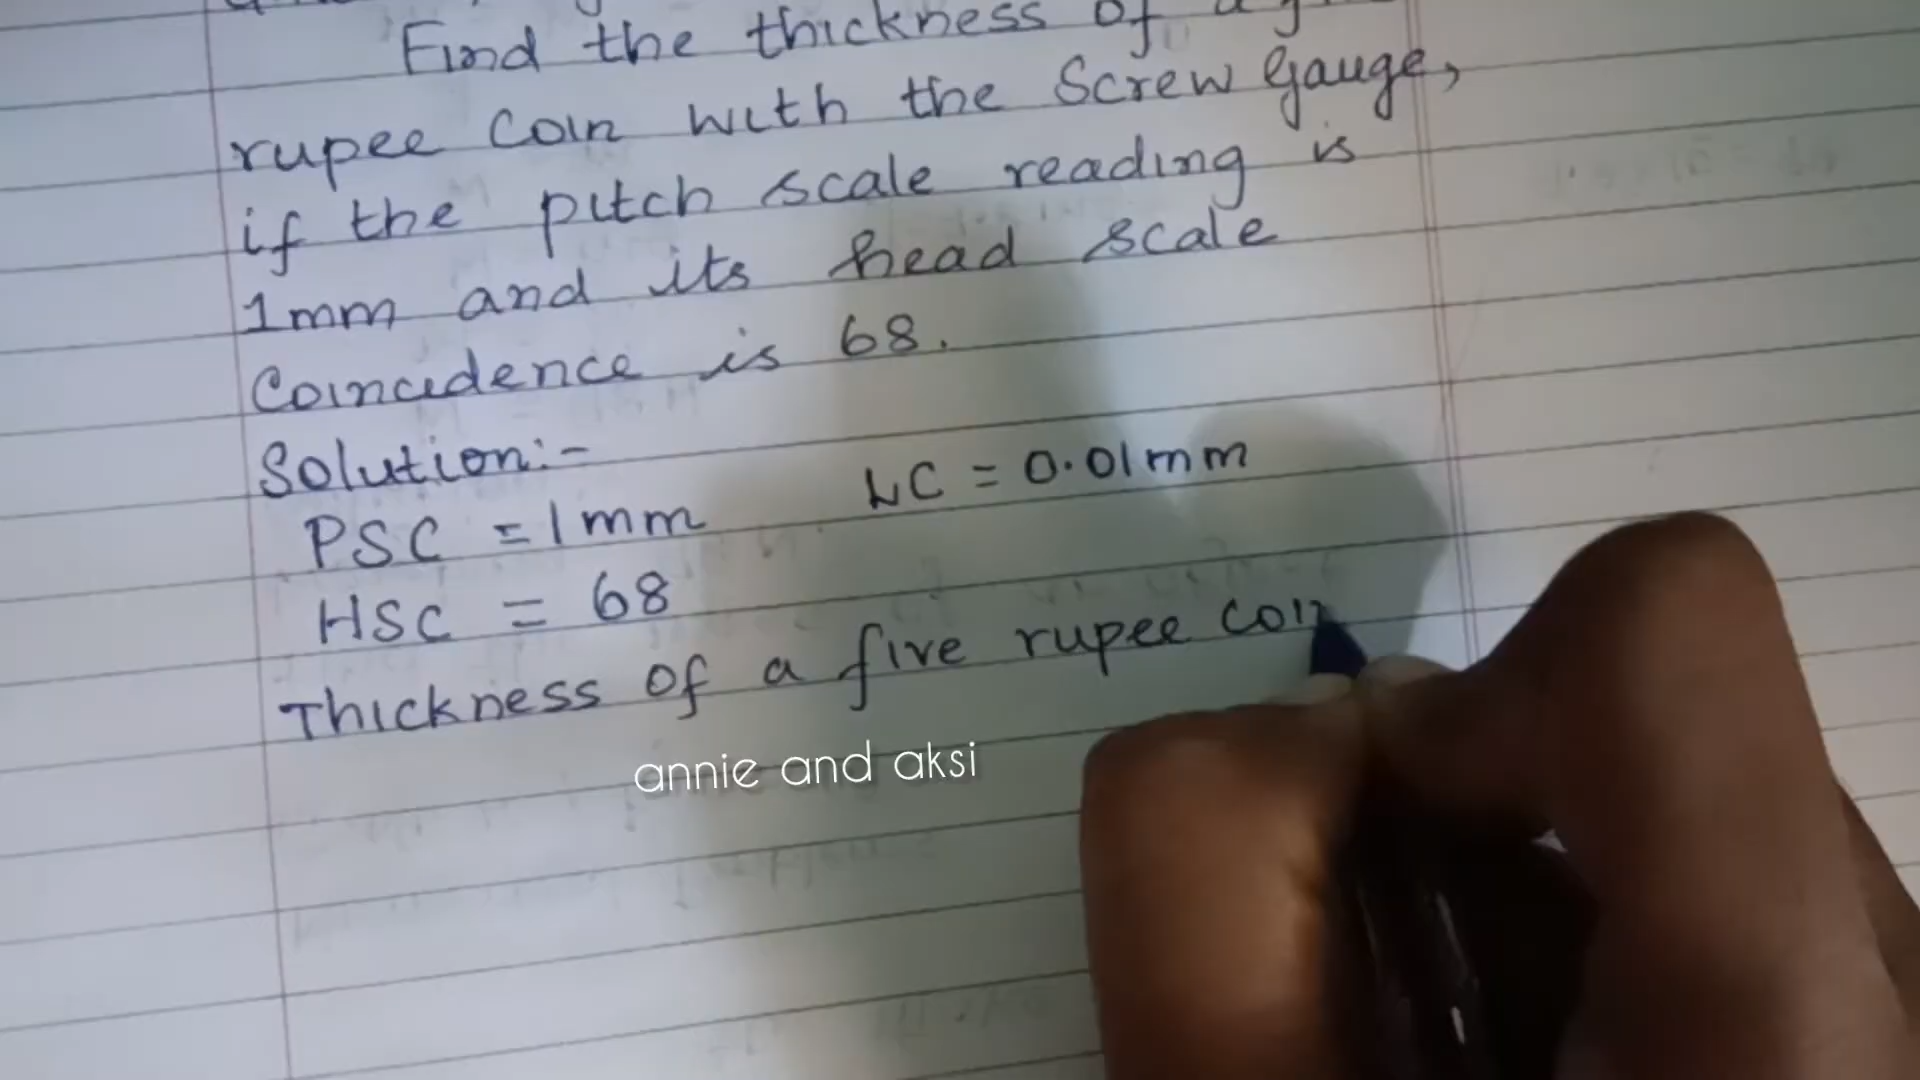 Find the thickness of a
rupee coin with the Screw gauge,
if the pitch scale reading is
1mm and its head scale
Coincidence is 68.
Solution:-
PSC = 1mm LC = 0.01mm
HSC = 68
Thickness of a five rupee coin
annie and aksi